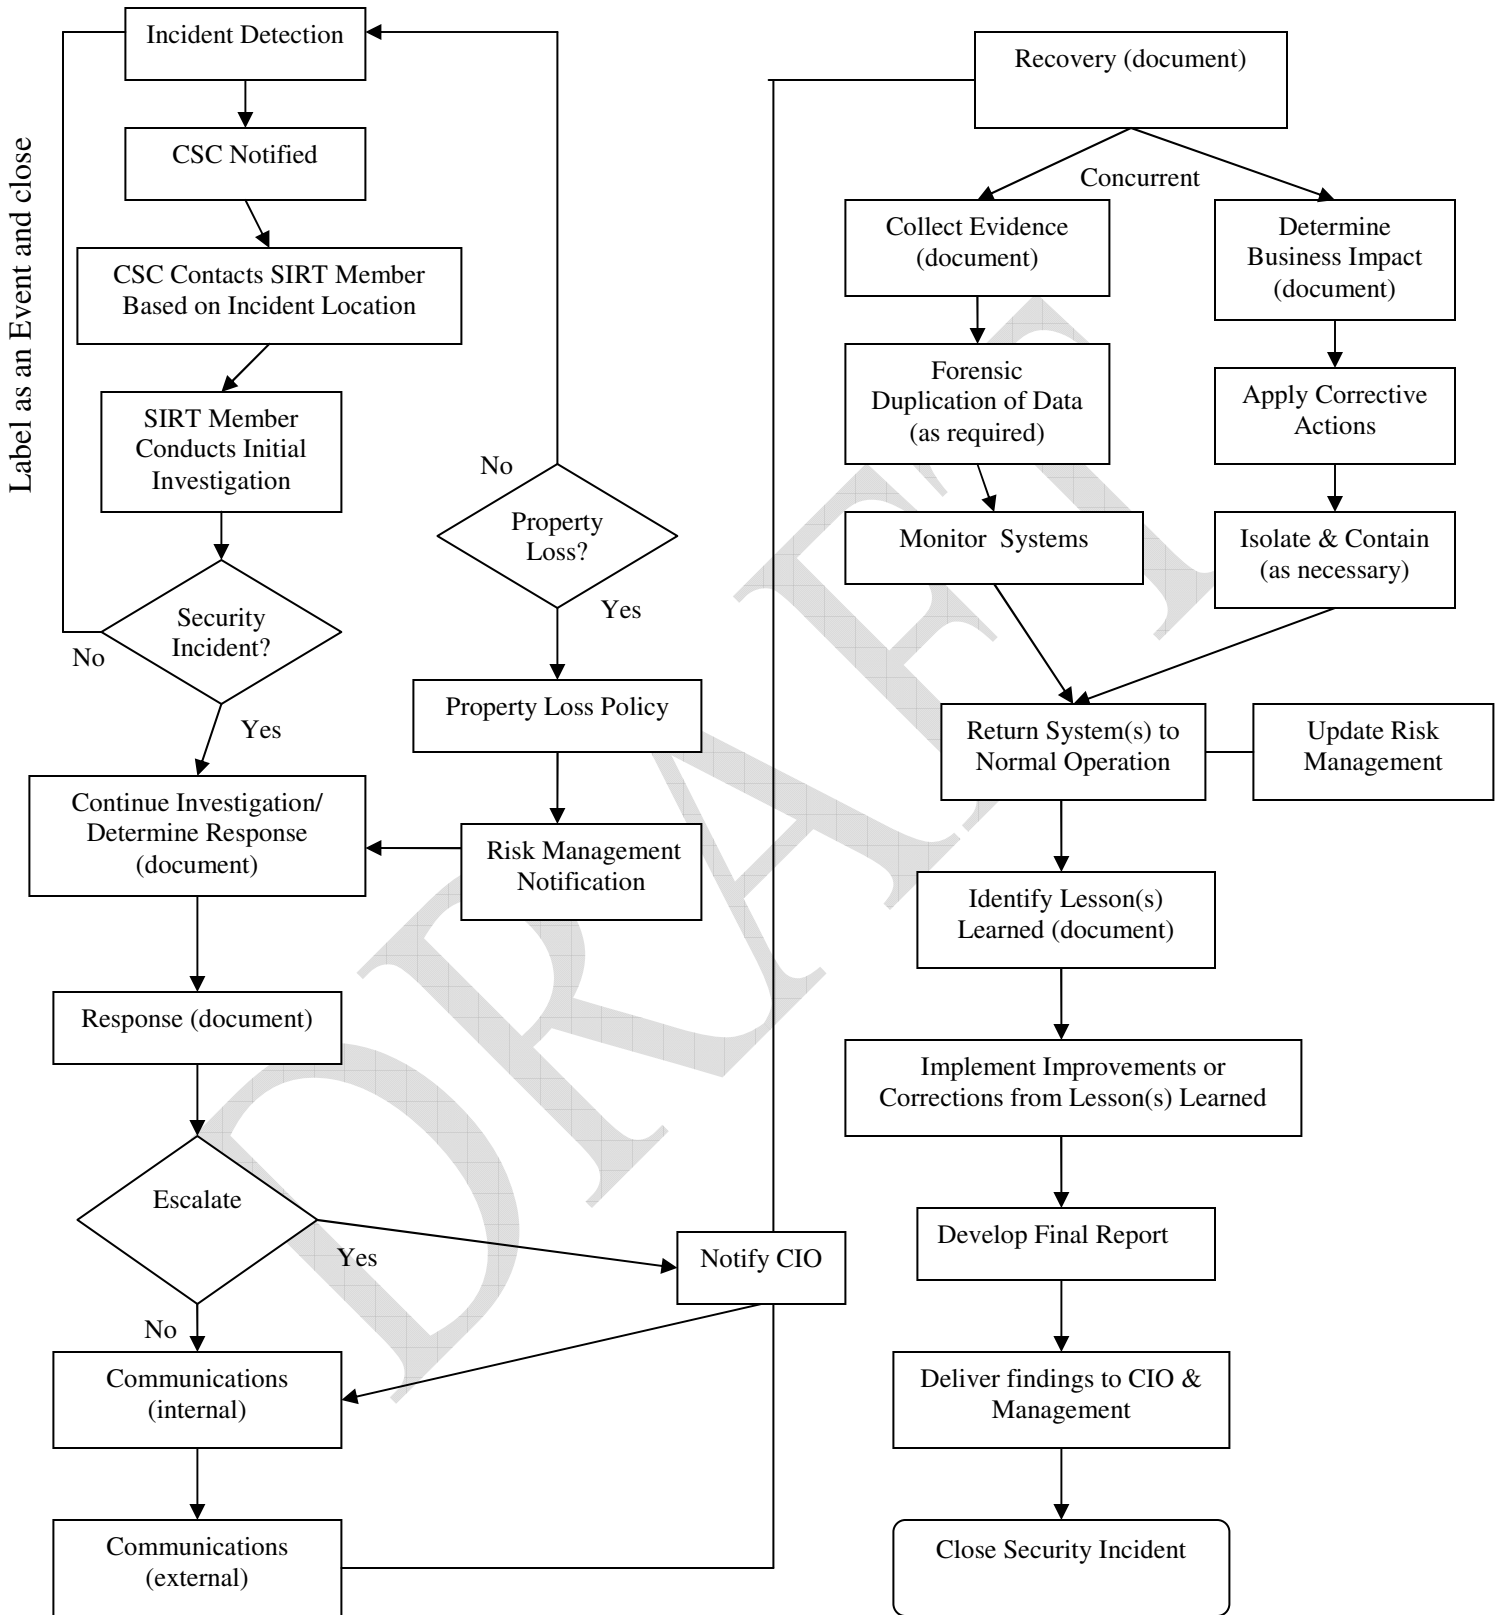 Label as an Event and close
Incident Detection
CSC Notified
CSC Contacts SIRT Member
Based on Incident Location
SIRT Member
Conducts Initial
Investigation
Security
Incident?
No
Yes
Continue Investigation/
Determine Response
(document)
Response (document)
Escalate
Yes
No
Communications
(internal)
Communications
(external)
No
Property
Loss?
Yes
Property Loss Policy
Risk Management
Notification
Notify CIO
Recovery (document)
Concurrent
Collect Evidence
(document)
Forensic
Duplication of Data
(as required)
Monitor Systems
Determine
Business Impact
(document)
Apply Corrective
Actions
Isolate & Contain
(as necessary)
Return System(s) to
Normal Operation
Update Risk
Management
Identify Lesson(s)
Learned (document)
Implement Improvements or
Corrections from Lesson(s) Learned
Develop Final Report
Deliver findings to CIO &
Management
Close Security Incident
DRAFT